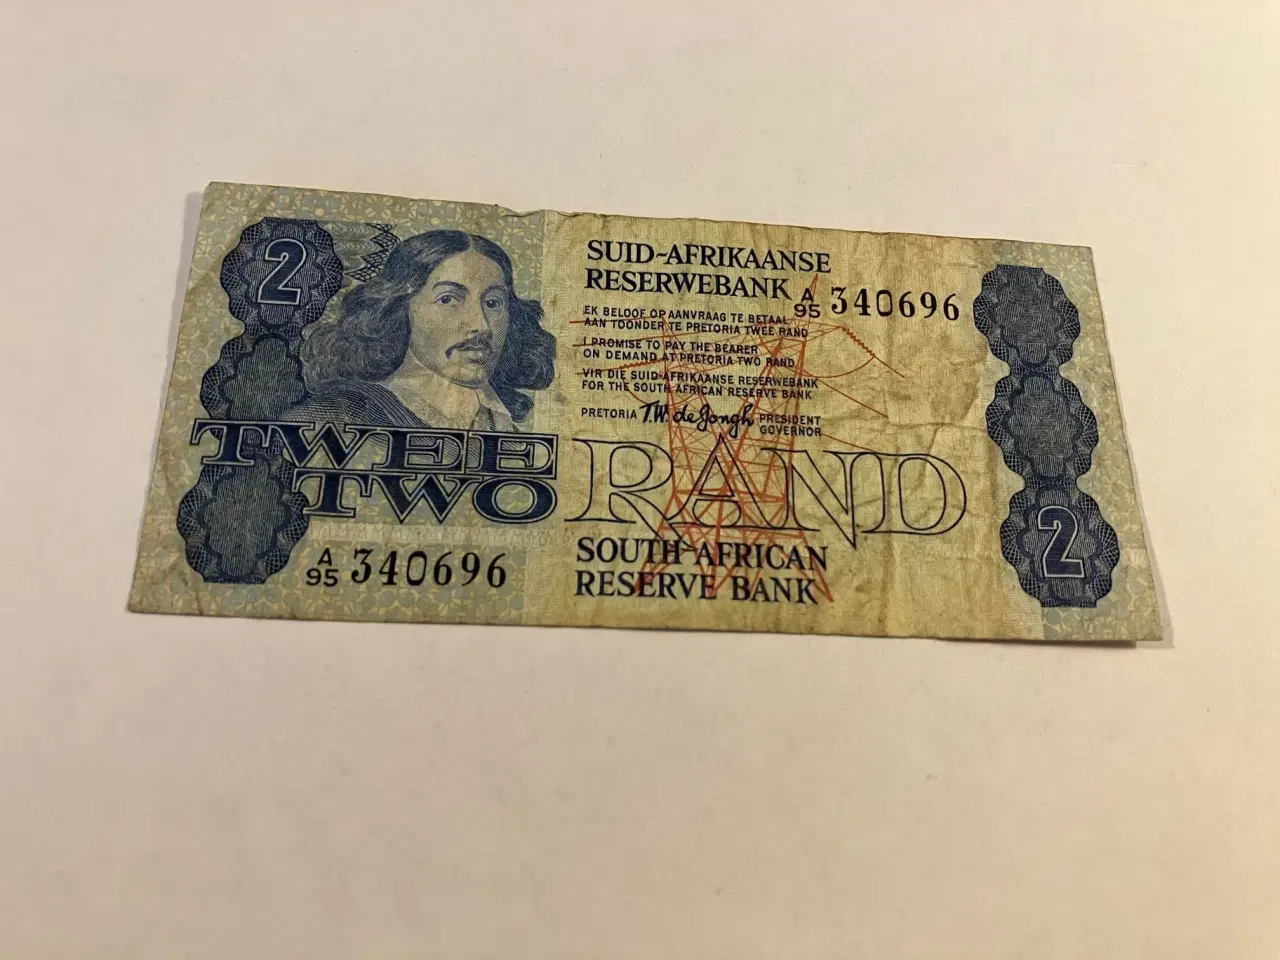 2
SUID-AFRIKAANSE
RESERWEBANK
A
95 340696
EK BELOOF OP AANVRAAG TE BETAAL
AAN TOONDER TE PRETORIA TWEE RAND
I PROMISE TO PAY THE BEARER
ON DEMAND AT PRETORIA TWO RAND
VIR DIE SUID-AFRIKAANSE RESERWEBANK
FOR THE SOUTH AFRICAN RESERVE BANK
PRETORIA T.W. de Jongh PRESIDENT
GOVERNOR
TWEE
TWO
RAND
SOUTH-AFRICAN
RESERVE BANK
A
95 340696
2